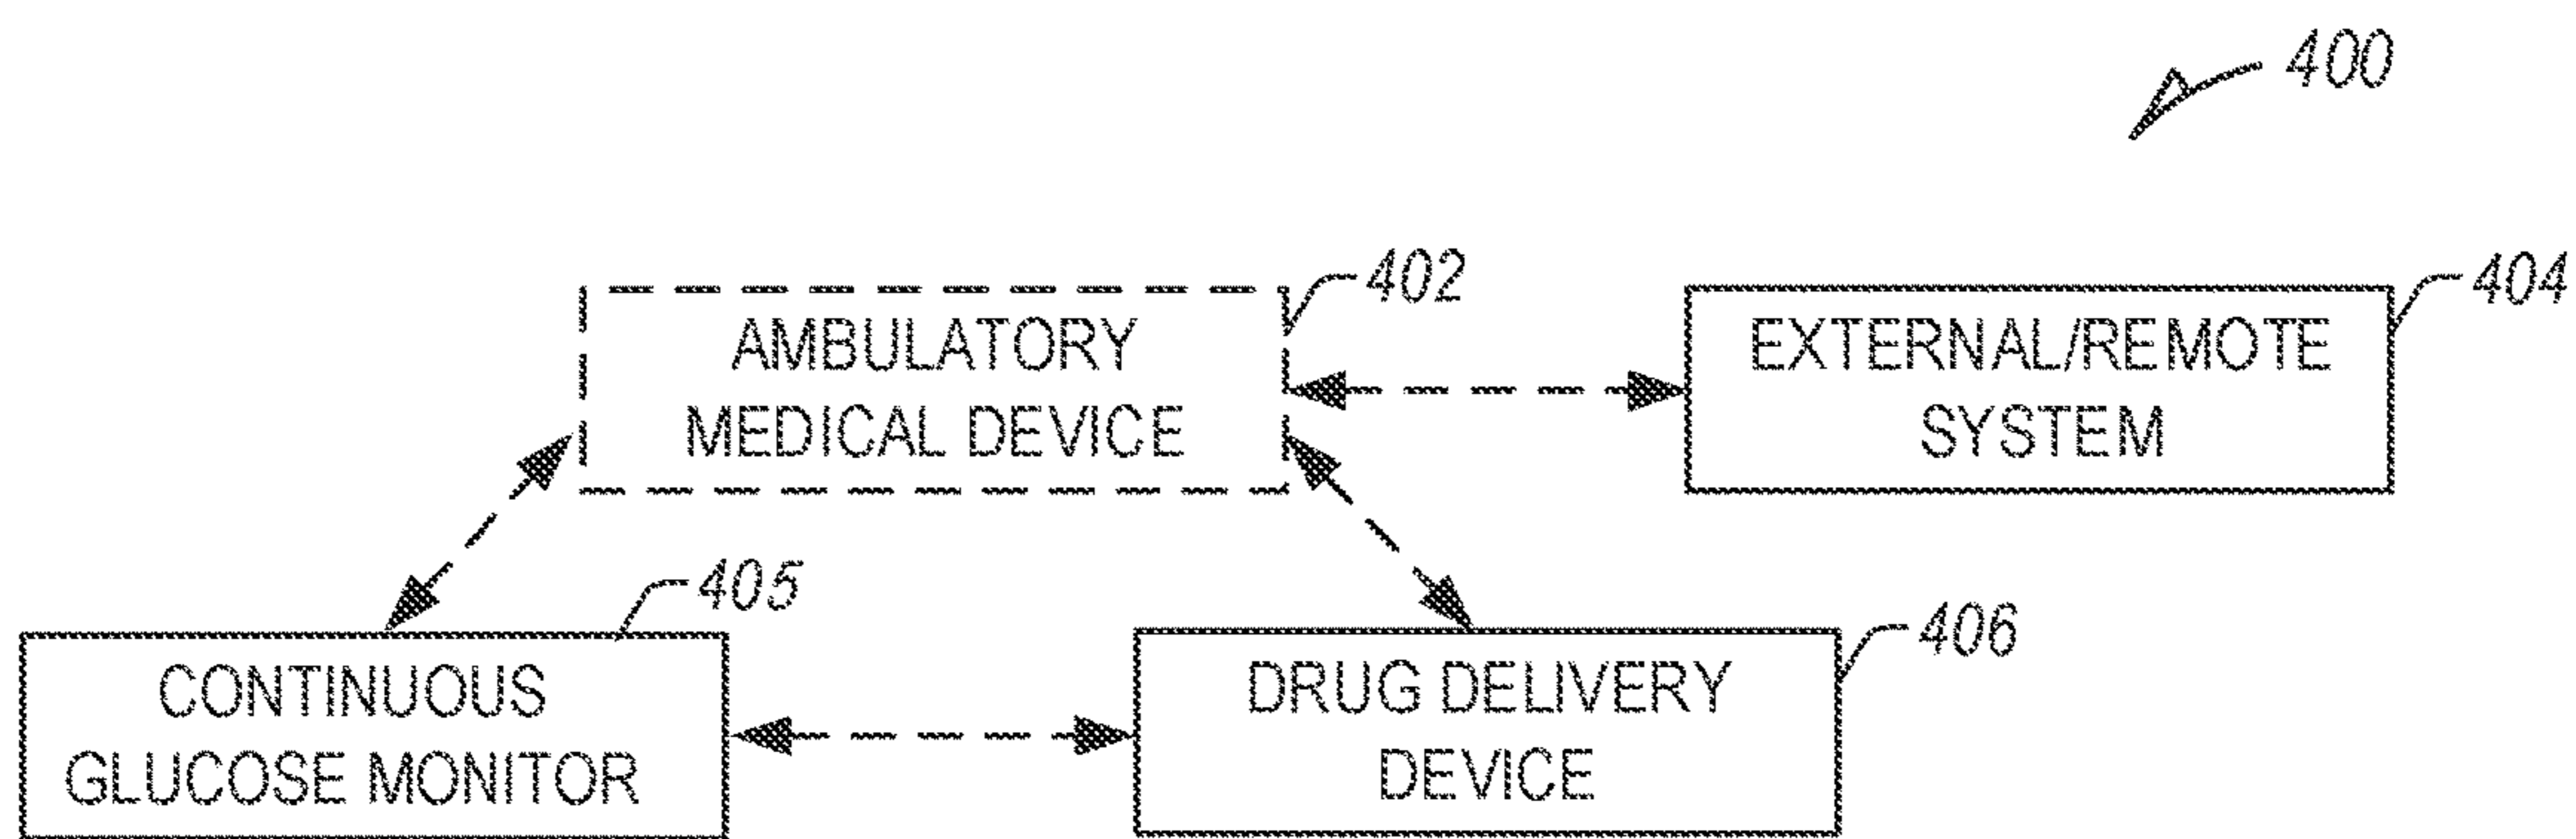 400
402
AMBULATORY
MEDICAL DEVICE
404
EXTERNAL/REMOTE
SYSTEM
405
CONTINUOUS
GLUCOSE MONITOR
406
DRUG DELIVERY
DEVICE